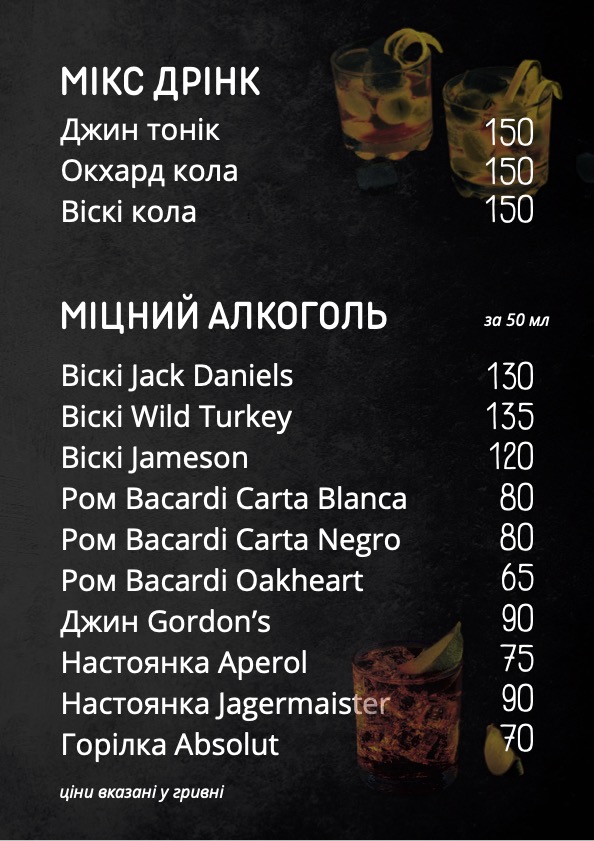 МІКС ДРІНК
Джин тонік 150
Окхард кола 150
Віскі кола 150
МІЦНИЙ АЛКОГОЛЬ за 50 мл
Віскі Jack Daniels 130
Віскі Wild Turkey 135
Віскі Jameson 120
Ром Bacardi Carta Blanca 80
Ром Bacardi Carta Negro 80
Ром Bacardi Oakheart 65
Джин Gordon’s 90
Настоянка Aperol 75
Настоянка Jagermaister 90
Горілка Absolut 70
ціни вказані у гривні